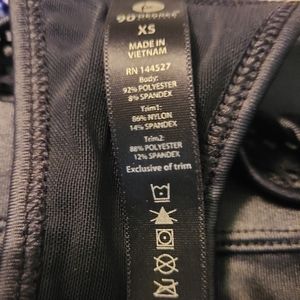 90 DEGREE
XS
MADE IN
VIETNAM
RN 144527
Body:
92% POLYESTER
8% SPANDEX
Trim1:
86% NYLON
14% SPANDEX
Trim2:
88% POLYESTER
12% SPANDEX
Exclusive of trim